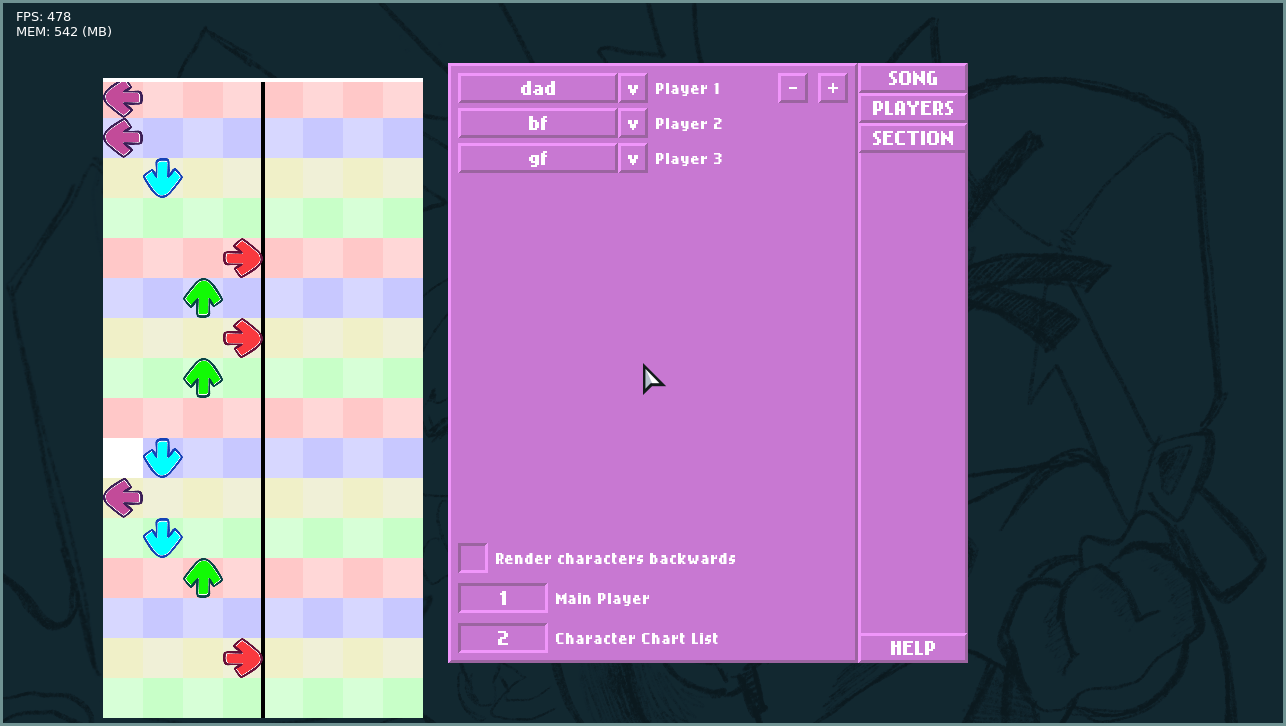 FPS: 478
MEM: 542 (MB)
dad v Player 1 - +
bf v Player 2
gf v Player 3
SONG
PLAYERS
SECTION
Render characters backwards
1 Main Player
2 Character Chart List
HELP